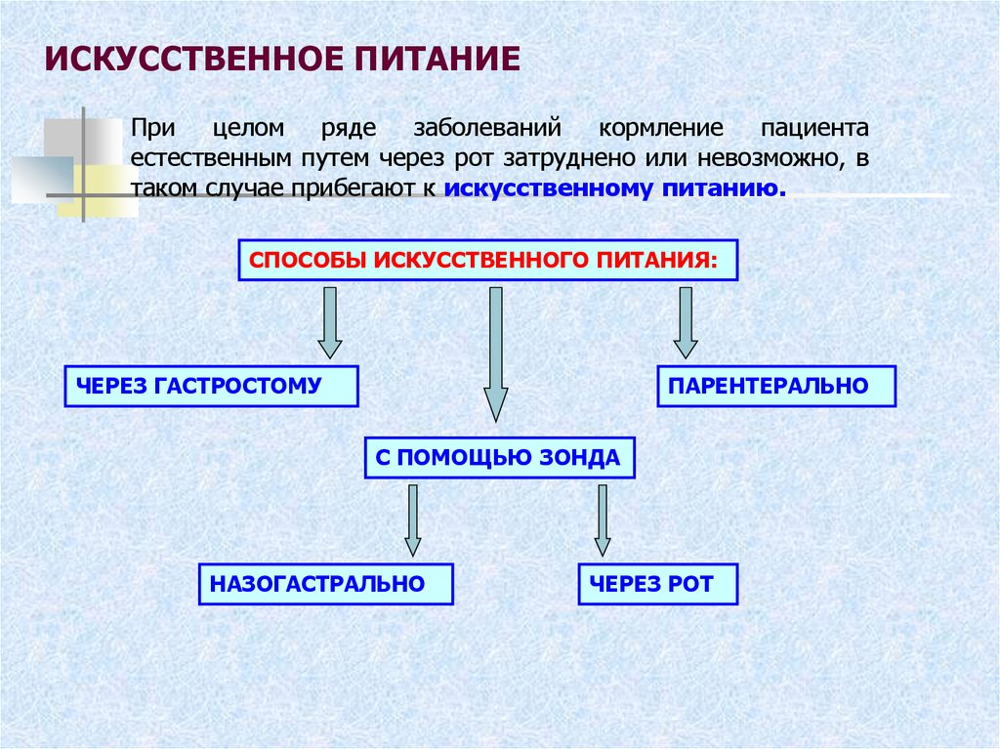 ИСКУССТВЕННОЕ ПИТАНИЕ
При целом ряде заболеваний кормление пациента
естественным путем через рот затруднено или невозможно, в
таком случае прибегают к искусственному питанию.
СПОСОБЫ ИСКУССТВЕННОГО ПИТАНИЯ:
ЧЕРЕЗ ГАСТРОСТОМУ
ПАРЕНТЕРАЛЬНО
С ПОМОЩЬЮ ЗОНДА
НАЗОГАСТРАЛЬНО
ЧЕРЕЗ РОТ